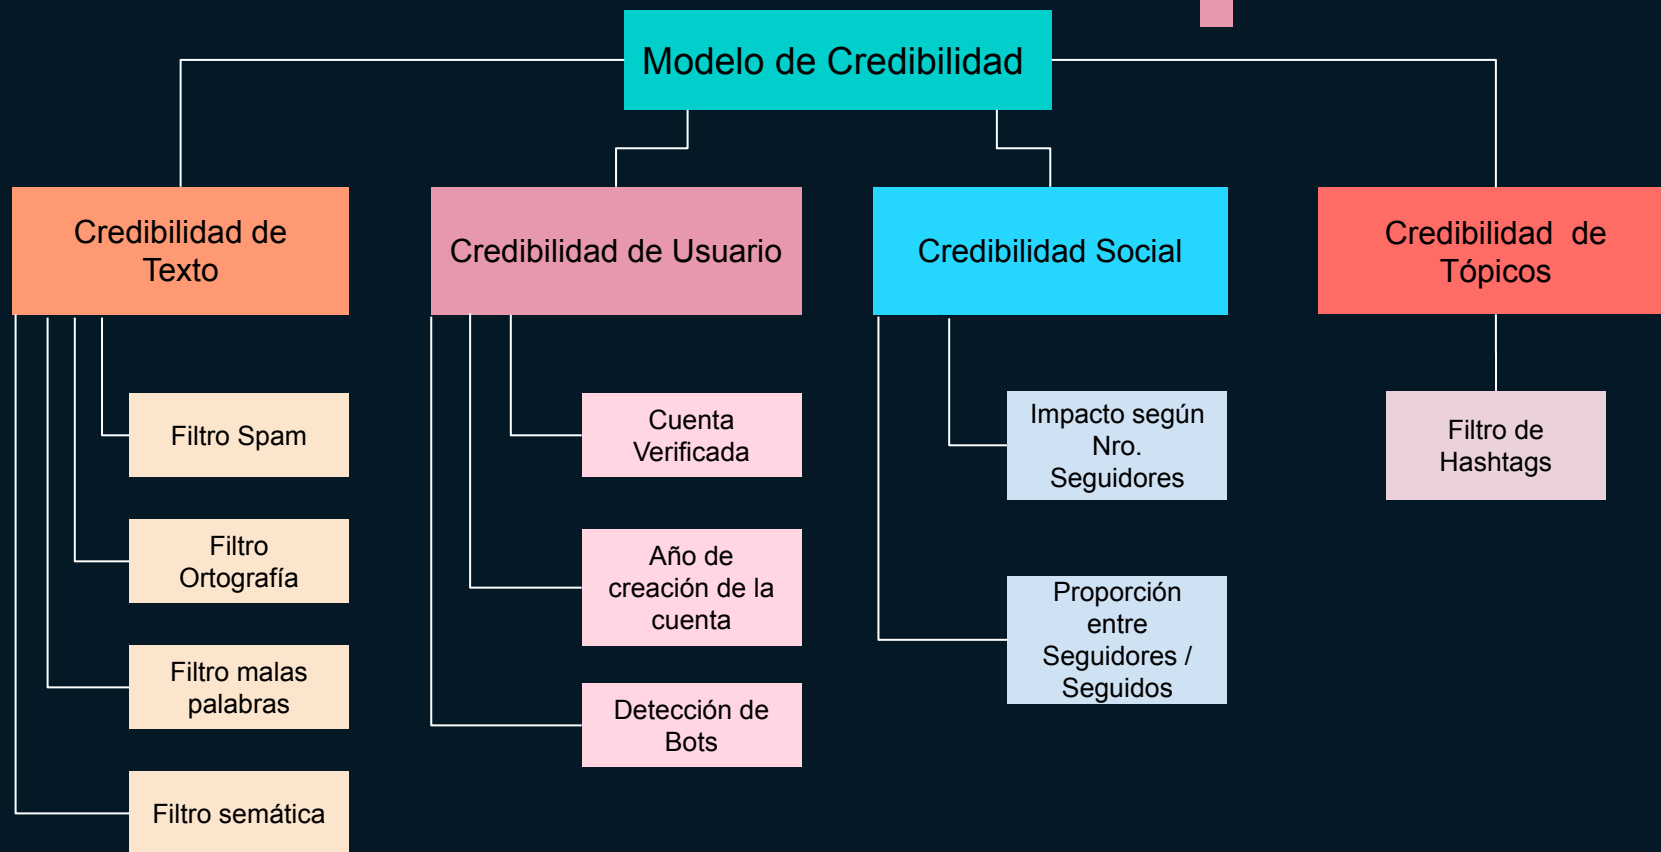 Modelo de Credibilidad
Credibilidad de
Texto
Credibilidad de Usuario
Credibilidad Social
Credibilidad  de
Tópicos
Filtro Spam
Filtro
Ortografía
Filtro malas
palabras
Filtro semática
Cuenta
Verificada
Año de
creación de la
cuenta
Detección de
Bots
Impacto según
Nro.
Seguidores
Proporción
entre
Seguidores /
Seguidos
Filtro de
Hashtags